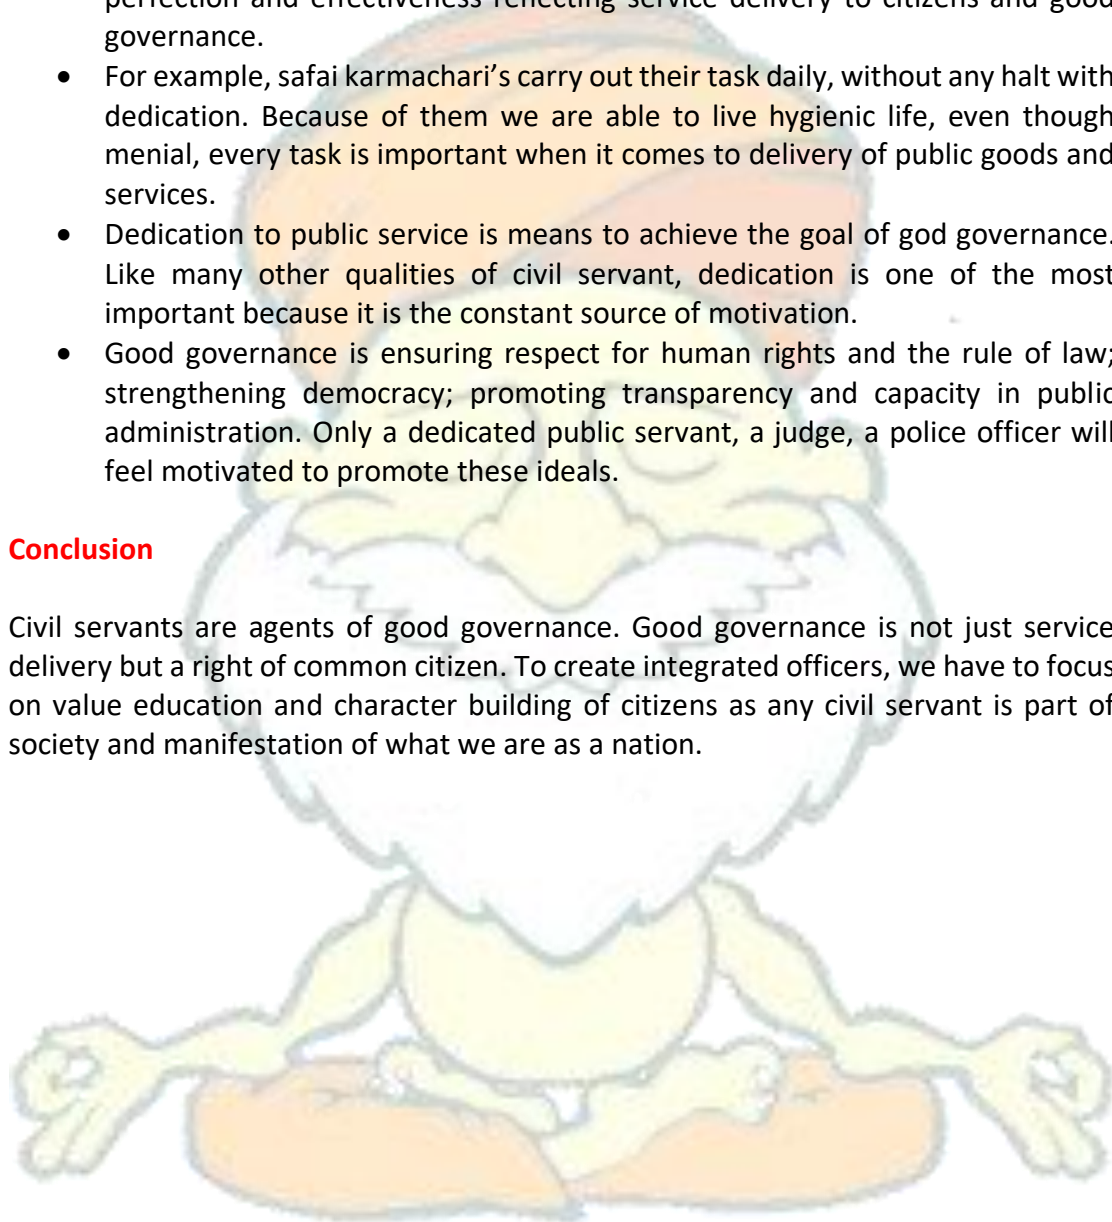 perfection and effectiveness reflecting service delivery to citizens and good
governance.
• For example, safai karmachari’s carry out their task daily, without any halt with
dedication. Because of them we are able to live hygienic life, even though
menial, every task is important when it comes to delivery of public goods and
services.
• Dedication to public service is means to achieve the goal of god governance.
Like many other qualities of civil servant, dedication is one of the most
important because it is the constant source of motivation.
• Good governance is ensuring respect for human rights and the rule of law;
strengthening democracy; promoting transparency and capacity in public
administration. Only a dedicated public servant, a judge, a police officer will
feel motivated to promote these ideals.
Conclusion
Civil servants are agents of good governance. Good governance is not just service
delivery but a right of common citizen. To create integrated officers, we have to focus
on value education and character building of citizens as any civil servant is part of
society and manifestation of what we are as a nation.